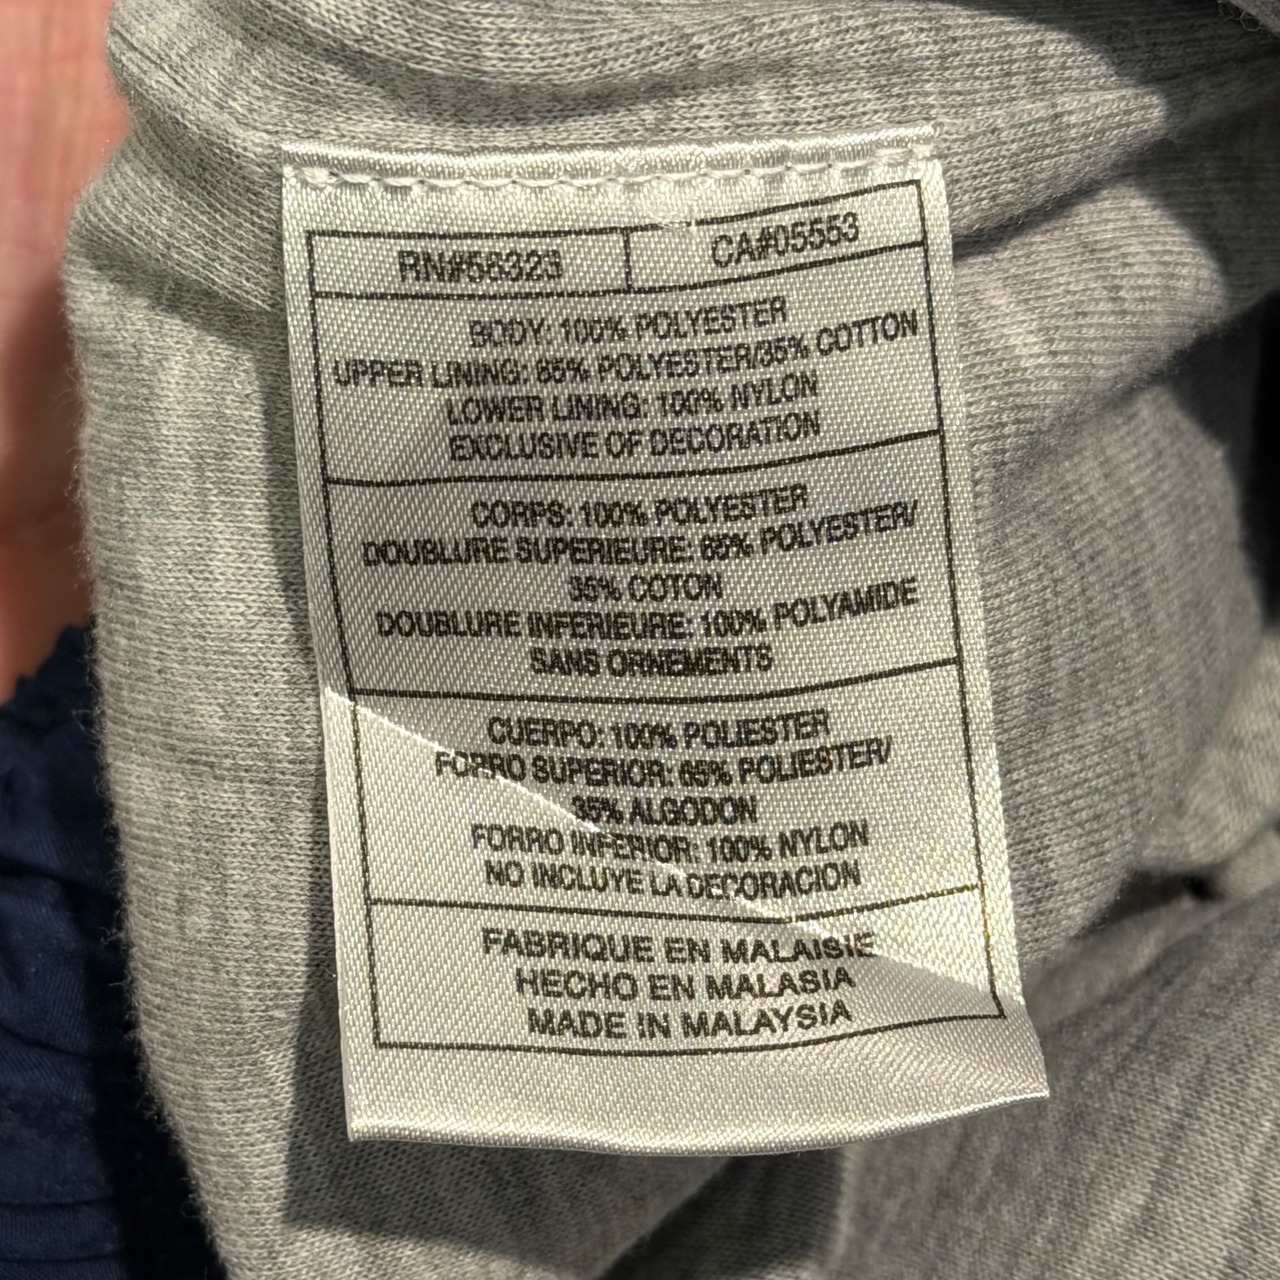 RN#56323
CA#05553
BODY: 100% POLYESTER
UPPER LINING: 65% POLYESTER/35% COTTON
LOWER LINING: 100% NYLON
EXCLUSIVE OF DECORATION
CORPS: 100% POLYESTER
DOUBLURE SUPERIEURE: 65% POLYESTER/
35% COTON
DOUBLURE INFERIEURE: 100% POLYAMIDE
SANS ORNEMENTS
CUERPO: 100% POLIESTER
FORRO SUPERIOR: 65% POLIESTER/
35% ALGODON
FORRO INFERIOR: 100% NYLON
NO INCLUYE LA DECORACION
FABRIQUE EN MALAISIE
HECHO EN MALASIA
MADE IN MALAYSIA